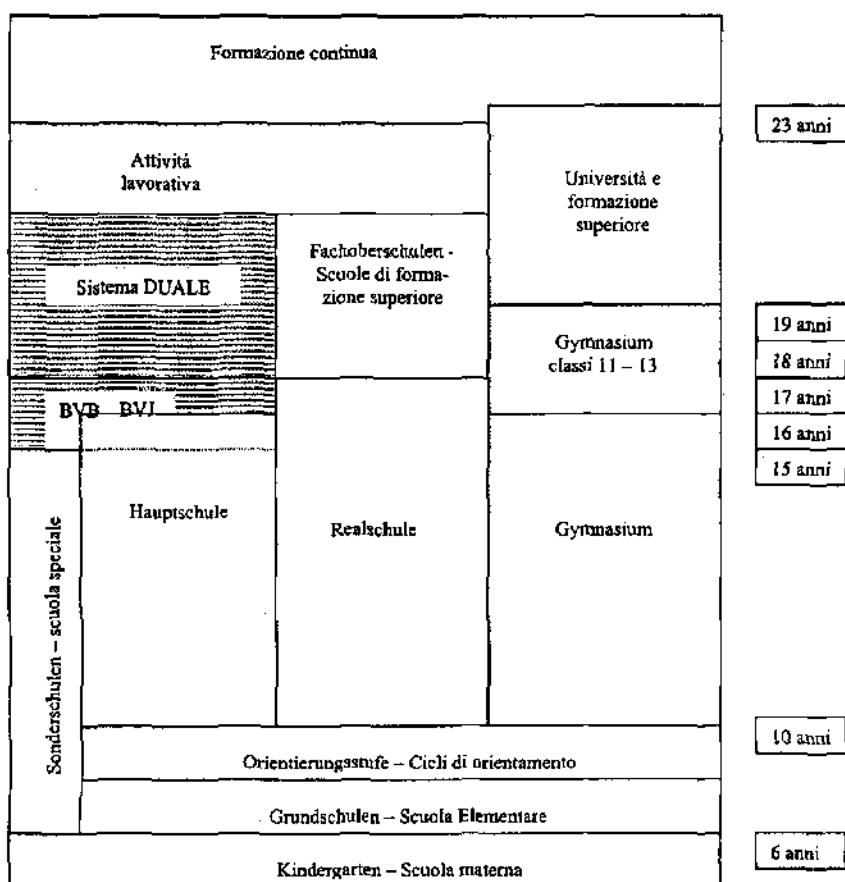 Formazione continua
23 anni
Attività
lavorativa
Università e
formazione
superiore
Fachoberschulen -
Scuole di forma-
zione superiore
Sistema DUALE
19 anni
Gymnasium
classi 11 – 13
18 anni
17 anni
BVB BVJ
16 anni
15 anni
Hauptschule
Realschule
Gymnasium
Sonderschulen – scuola speciale
10 anni
Orientierungsstufe – Cicli di orientamento
Grundschulen – Scuola Elementare
6 anni
Kindergarten – Scuola materna